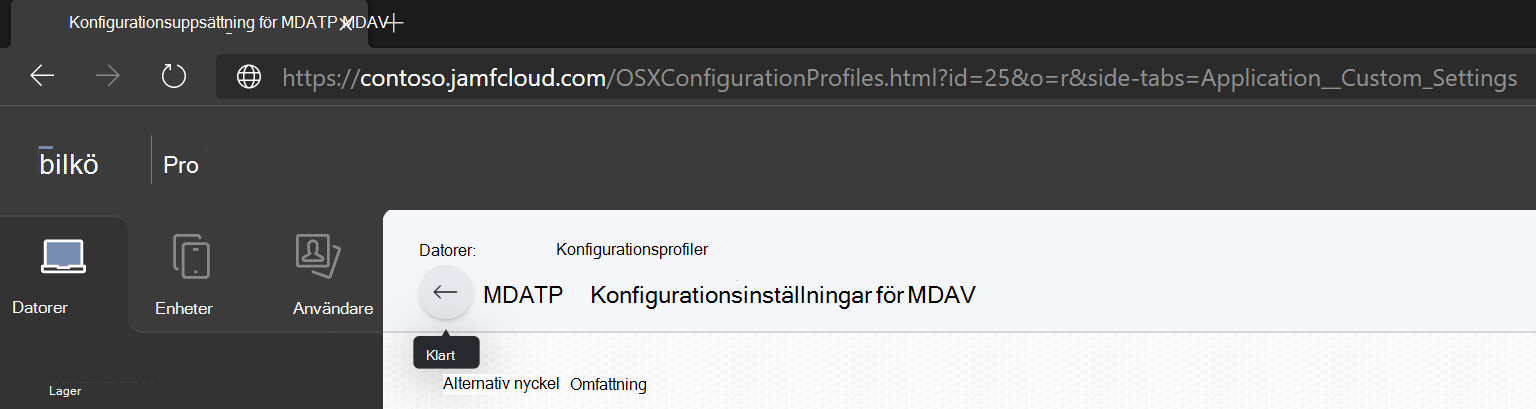 Konfigurationsuppsättning för MDATP MDAV
https://contoso.jamfcloud.com/OSXConfigurationProfiles.html?id=25&o=r&side-tabs=Application__Custom_Settings
bilkö Pro
Datorer: Konfigurationsprofiler
MDATP Konfigurationsinställningar för MDAV
Datorer Enheter Användare
Klart
Alternativ nyckel Omfattning
Lager